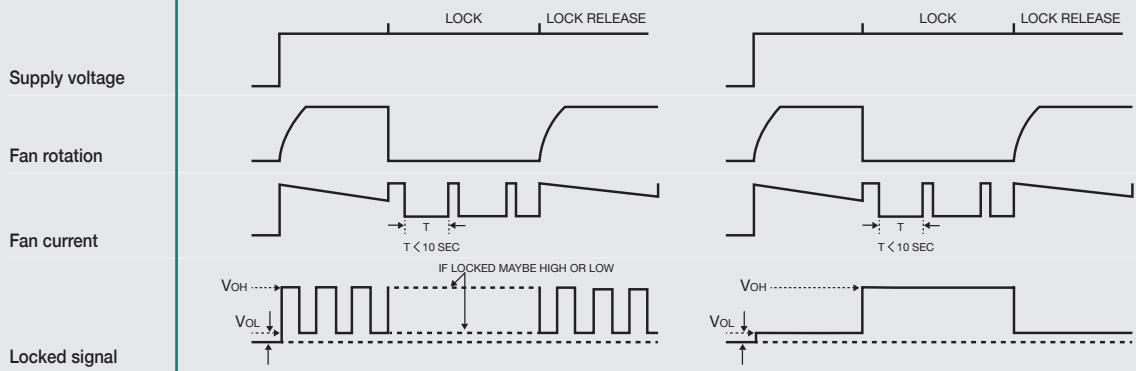 LOCK LOCK RELEASE LOCK LOCK RELEASE
Supply voltage
Fan rotation
Fan current
T T
T < 10 SEC T < 10 SEC
IF LOCKED MAYBE HIGH OR LOW
VOH VOH
VOL VOL
Locked signal